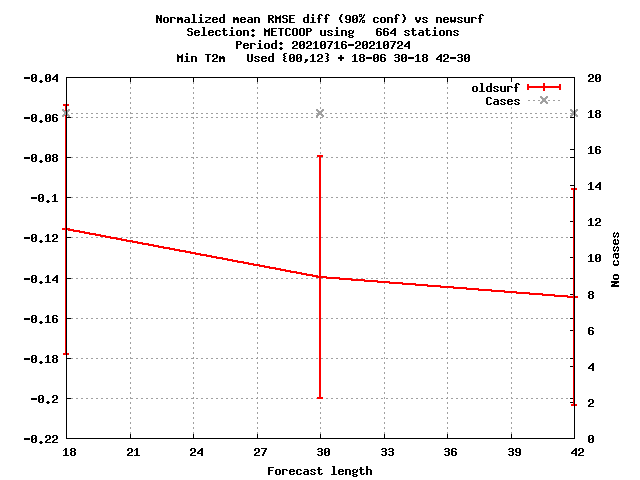 Normalized mean RMSE diff (90% conf) vs newsurf
Selection: METCOOP using   664 stations
Period: 20210716-20210724
Min T2m   Used {00,12} + 18-06 30-18 42-30
oldsurf
Cases
-0.04
-0.06
-0.08
-0.1
-0.12
-0.14
-0.16
-0.18
-0.2
-0.22
20
18
16
14
12
10
8
6
4
2
0
No cases
18 21 24 27 30 33 36 39 42
Forecast length